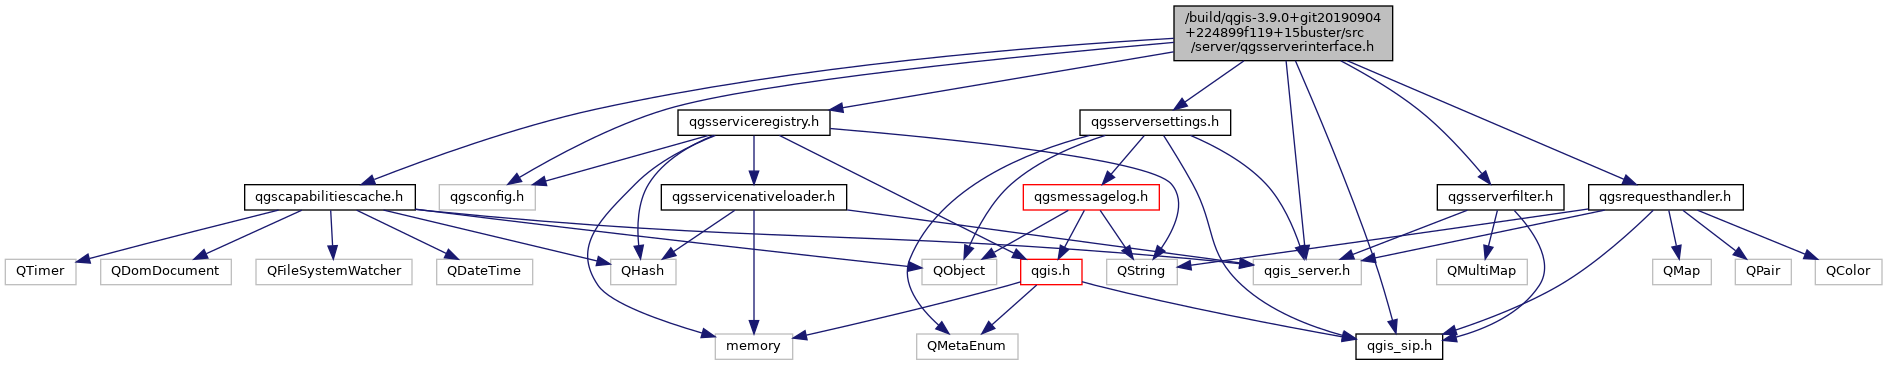 /build/qgis-3.9.0+git20190904
+224899f119+15buster/src
/server/qgsserverinterface.h
qgsserviceregistry.h
qgsserversettings.h
qgscapabilitiescache.h
qgsconfig.h
qgsservicenativeloader.h
qgsmessagelog.h
qgsserverfilter.h
qgsrequesthandler.h
QTimer
QDomDocument
QFileSystemWatcher
QDateTime
QHash
QObject
qgis.h
QString
qgis_server.h
QMultiMap
QMap
QPair
QColor
memory
QMetaEnum
qgis_sip.h